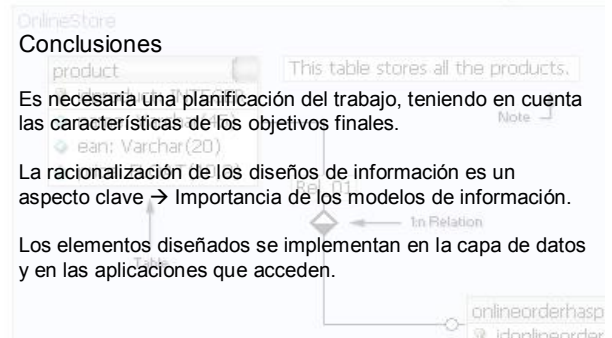 OnlineStore
Conclusiones
product
This table stores all the products.
Es necesaria una planificación del trabajo, teniendo en cuenta
las características de los objetivos finales.
Note
ean: Varchar(20)
La racionalización de los diseños de información es un
aspecto clave → Importancia de los modelos de información.
Rel_01
1:n Relation
Los elementos diseñados se implementan en la capa de datos
y en las aplicaciones que acceden.
Table
onlineorderhasp
idonlineorder